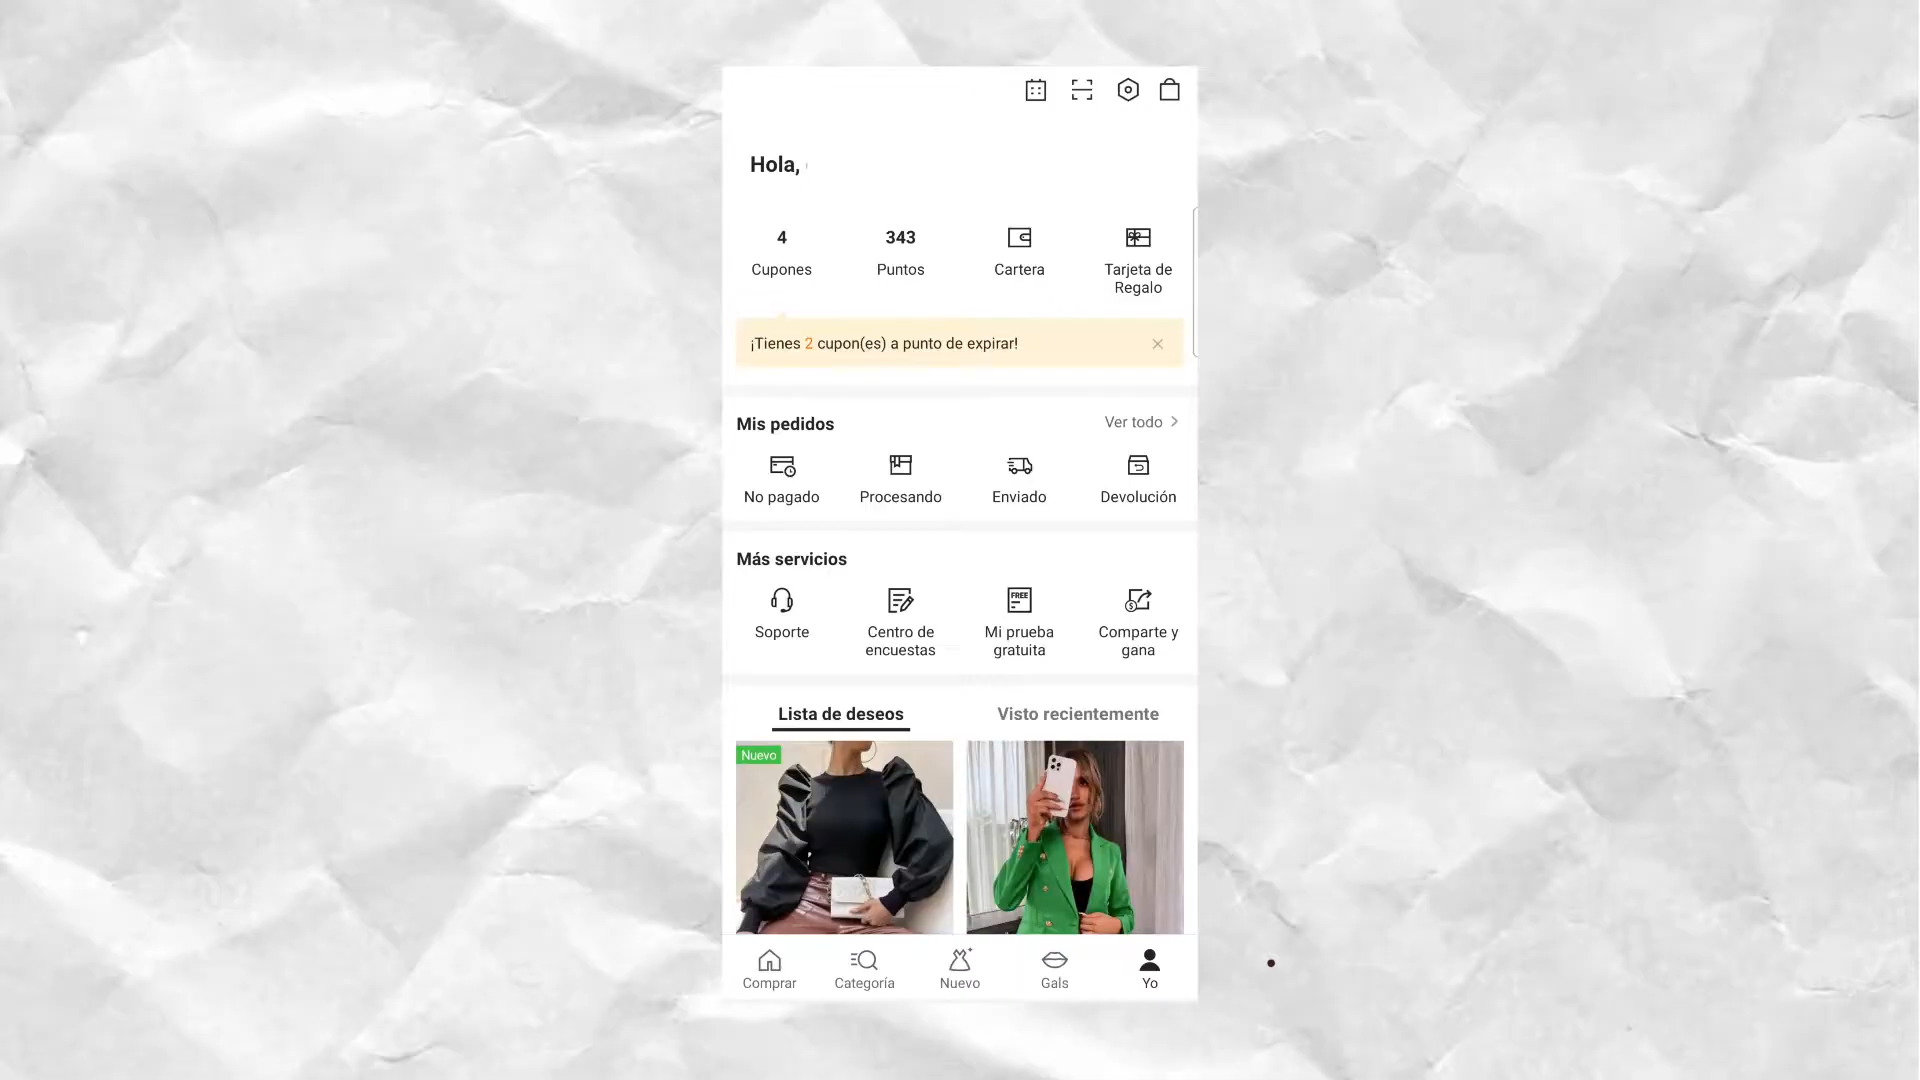 Hola,
4
343
Cupones
Puntos
Cartera
Tarjeta de
Regalo
¡Tienes 2 cupon(es) a punto de expirar!
Mis pedidos
Ver todo
No pagado
Procesando
Enviado
Devolución
Más servicios
FREE
Soporte
Centro de
encuestas
Mi prueba
gratuita
Comparte y
gana
Lista de deseos
Visto recientemente
Nuevo
Comprar
Categoría
Nuevo
Gals
Yo